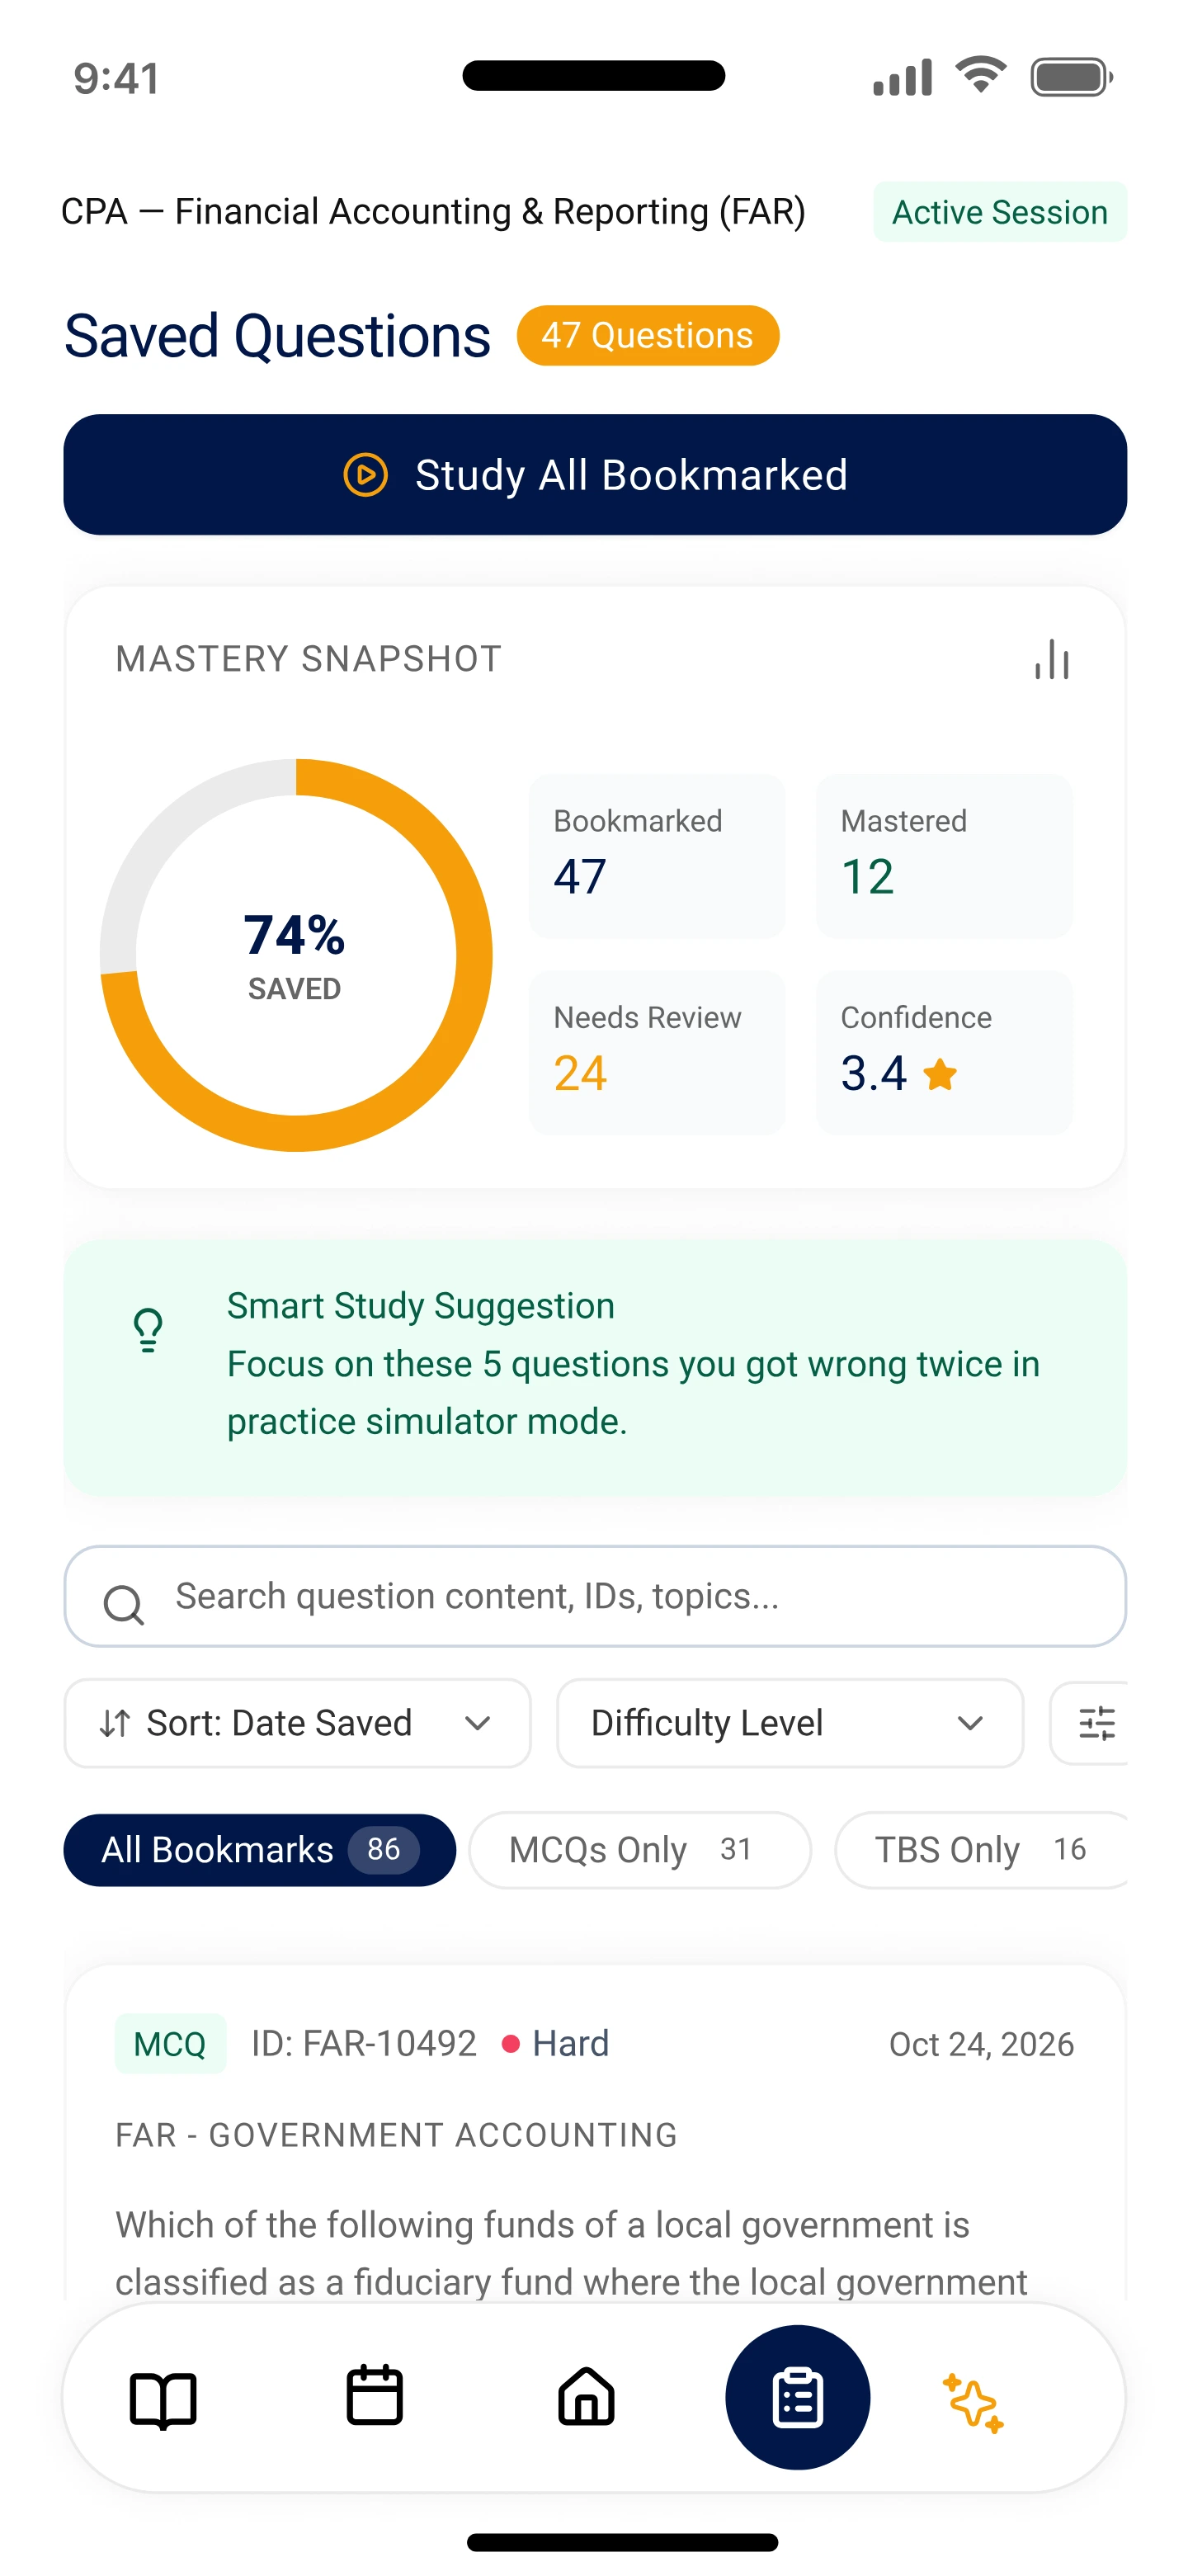 9:41
CPA — Financial Accounting & Reporting (FAR)
Active Session
Saved Questions
47 Questions
Study All Bookmarked
MASTERY SNAPSHOT
74%
SAVED
Bookmarked
47
Mastered
12
Needs Review
24
Confidence
3.4
Smart Study Suggestion
Focus on these 5 questions you got wrong twice in
practice simulator mode.
Search question content, IDs, topics...
Sort: Date Saved
Difficulty Level
All Bookmarks 86
MCQs Only 31
TBS Only 16
MCQ ID: FAR-10492 Hard Oct 24, 2026
FAR - GOVERNMENT ACCOUNTING
Which of the following funds of a local government is
classified as a fiduciary fund where the local government